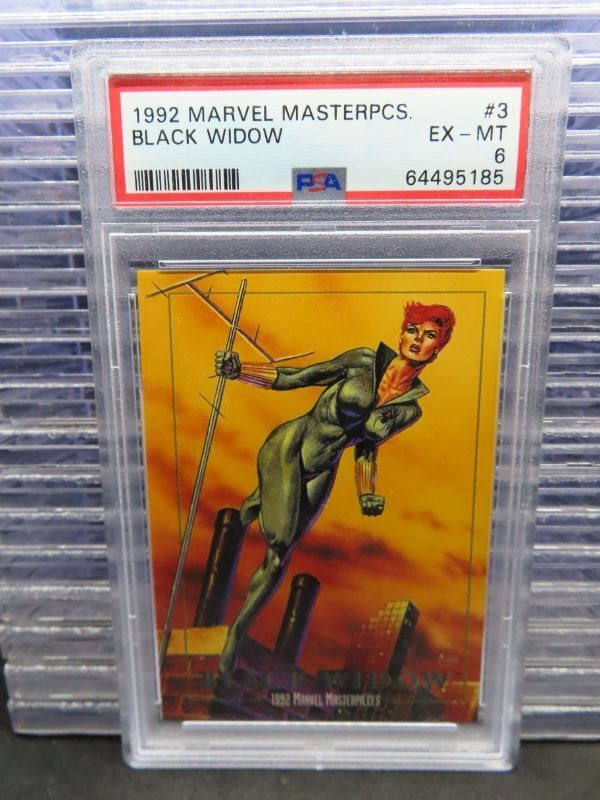 1992 MARVEL MASTERPCS. #3
BLACK WIDOW EX - MT
6
PSA 64495185
BLACK WIDOW
1992 MARVEL MASTERPIECES